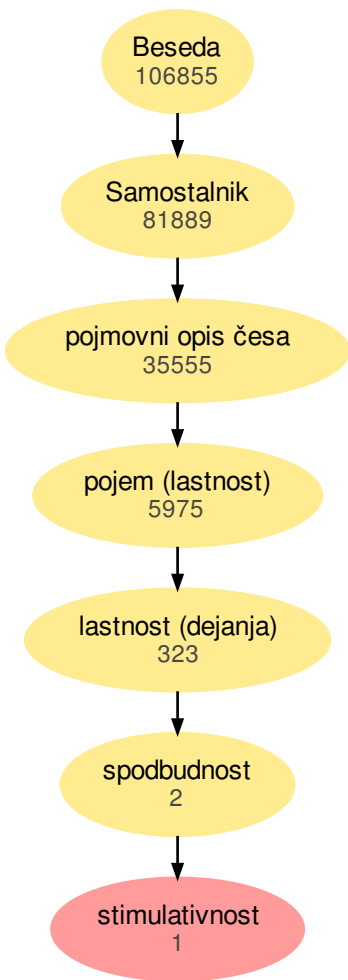 Beseda
106855
Samostalnik
81889
pojmovni opis česa
35555
pojem (lastnost)
5975
lastnost (dejanja)
323
spodbudnost
2
stimulativnost
1